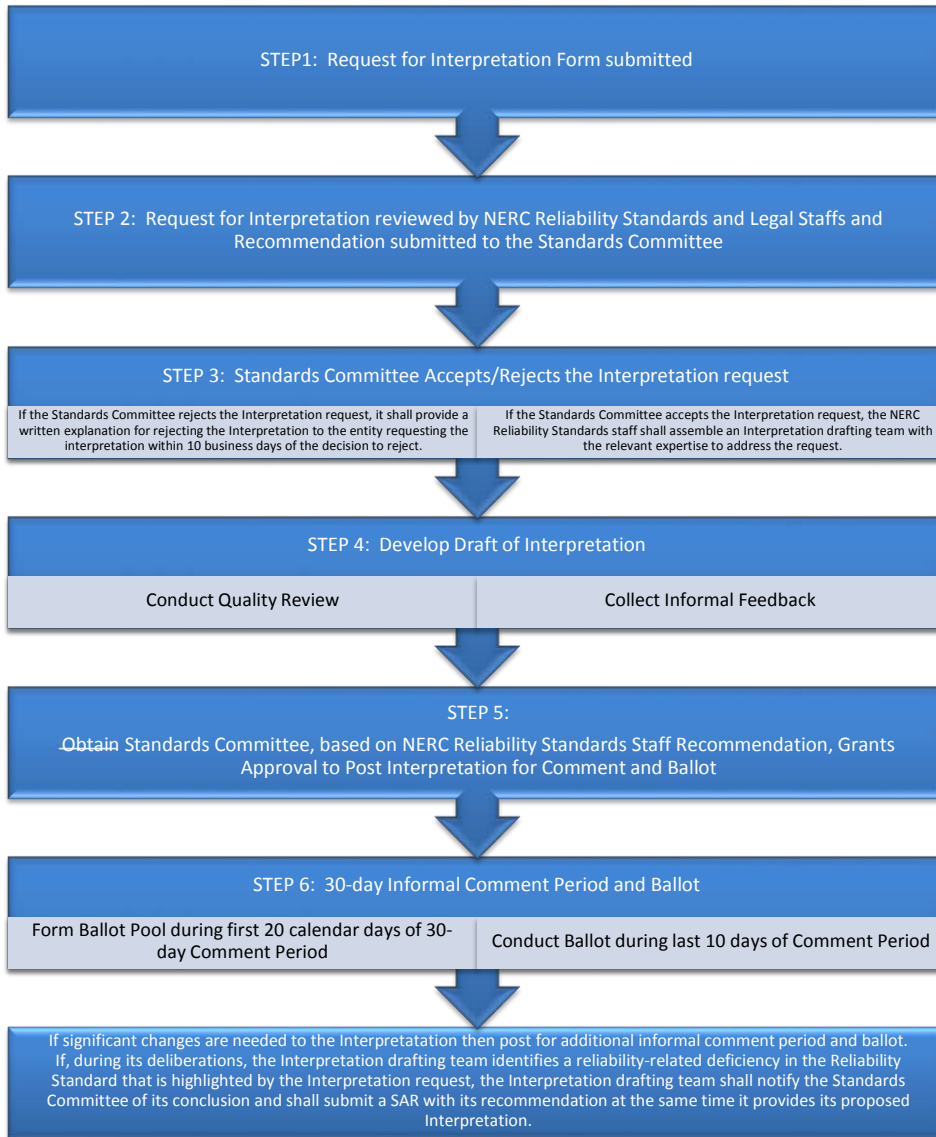 STEP1: Request for Interpretation Form submitted
STEP 2: Request for Interpretation reviewed by NERC Reliability Standards and Legal Staffs and
Recommendation submitted to the Standards Committee
STEP 3: Standards Committee Accepts/Rejects the Interpretation request
If the Standards Committee rejects the Interpretation request, it shall provide a
written explanation for rejecting the Interpretation to the entity requesting the
interpretation within 10 business days of the decision to reject.
If the Standards Committee accepts the Interpretation request, the NERC
Reliability Standards staff shall assemble an Interpretation drafting team with
the relevant expertise to address the request.
STEP 4: Develop Draft of Interpretation
Conduct Quality Review
Collect Informal Feedback
STEP 5:
Obtain Standards Committee, based on NERC Reliability Standards Staff Recommendation, Grants
Approval to Post Interpretation for Comment and Ballot
STEP 6: 30-day Informal Comment Period and Ballot
Form Ballot Pool during first 20 calendar days of 30-
day Comment Period
Conduct Ballot during last 10 days of Comment Period
If significant changes are needed to the Interpretatation then post for additional informal comment period and ballot.
If, during its deliberations, the Interpretation drafting team identifies a reliability-related deficiency in the Reliability
Standard that is highlighted by the Interpretation request, the Interpretation drafting team shall notify the Standards
Committee of its conclusion and shall submit a SAR with its recommendation at the same time it provides its proposed
Interpretation.